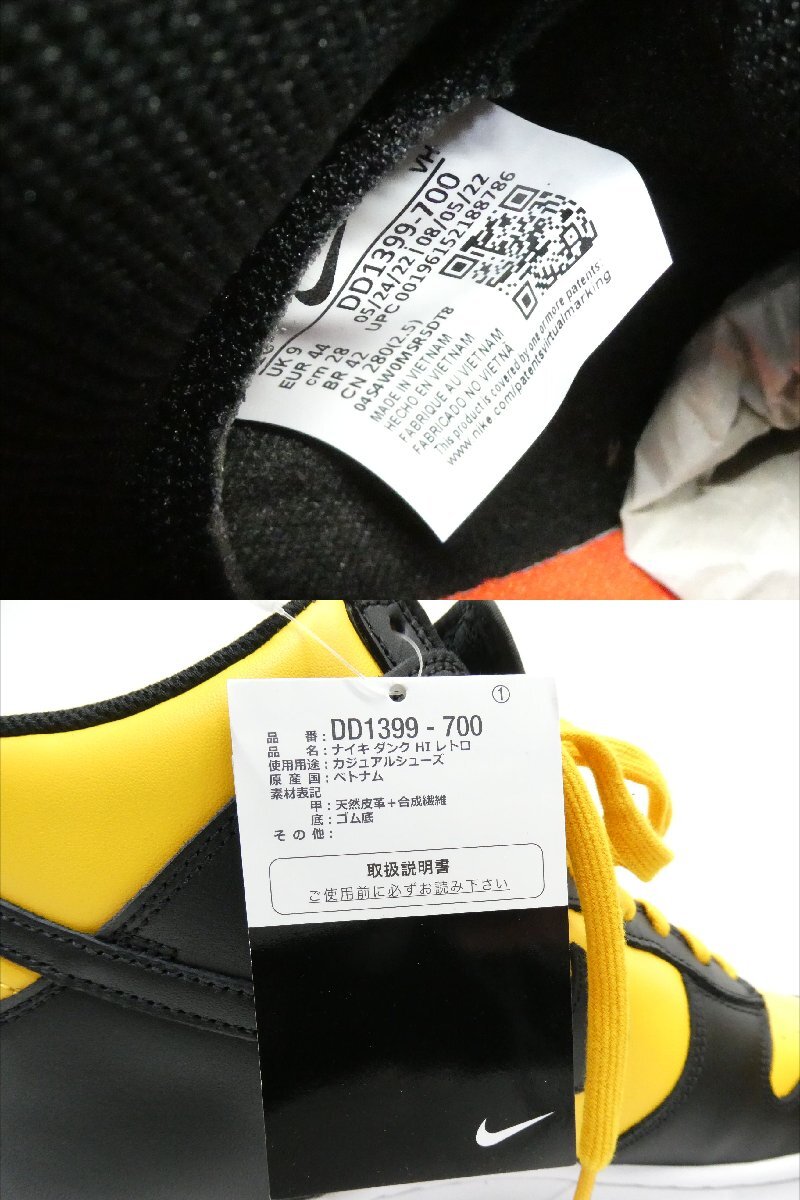 VH
DD1399-700
05/24/22 | 08/05/22
UPC 00196152188786
UK 9
EUR 44
cm 28
BR 42
CN 280(2.5)
04SAW0MSR5DT8
MADE IN VIETNAM
HECHO EN VIETNAM
FABRIQUE AU VIETNAM
FABRICADO NO VIETNÃ
This product is covered by one or more patents:
www.nike.com/patentsvirtualmarking
①
品 番 : DD1399 - 700
品 名 : ナイキ ダンク HI レトロ
使用用途 : カジュアルシューズ
原 産 国 : ベトナム
素材表記
甲 : 天然皮革+合成繊維
底 : ゴム底
そ の 他 :
取扱説明書
ご使用前に必ずお読み下さい